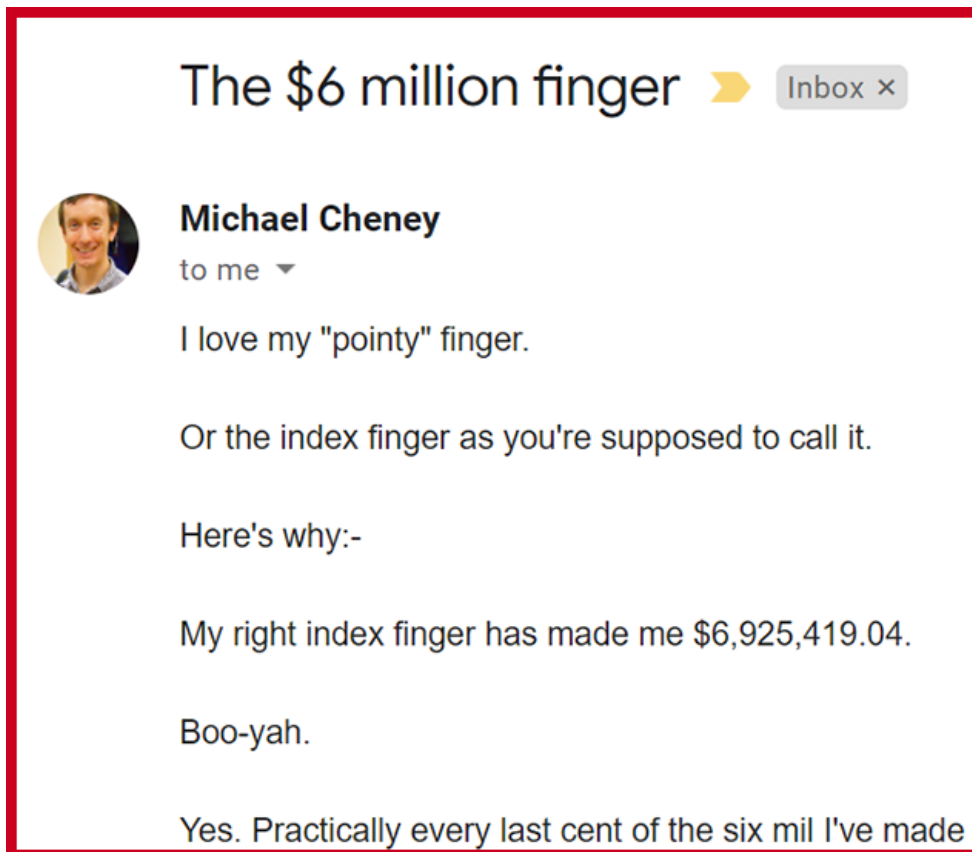 The $6 million finger Inbox ×
Michael Cheney
to me
I love my "pointy" finger.
Or the index finger as you're supposed to call it.
Here's why:-
My right index finger has made me $6,925,419.04.
Boo-yah.
Yes. Practically every last cent of the six mil I've made